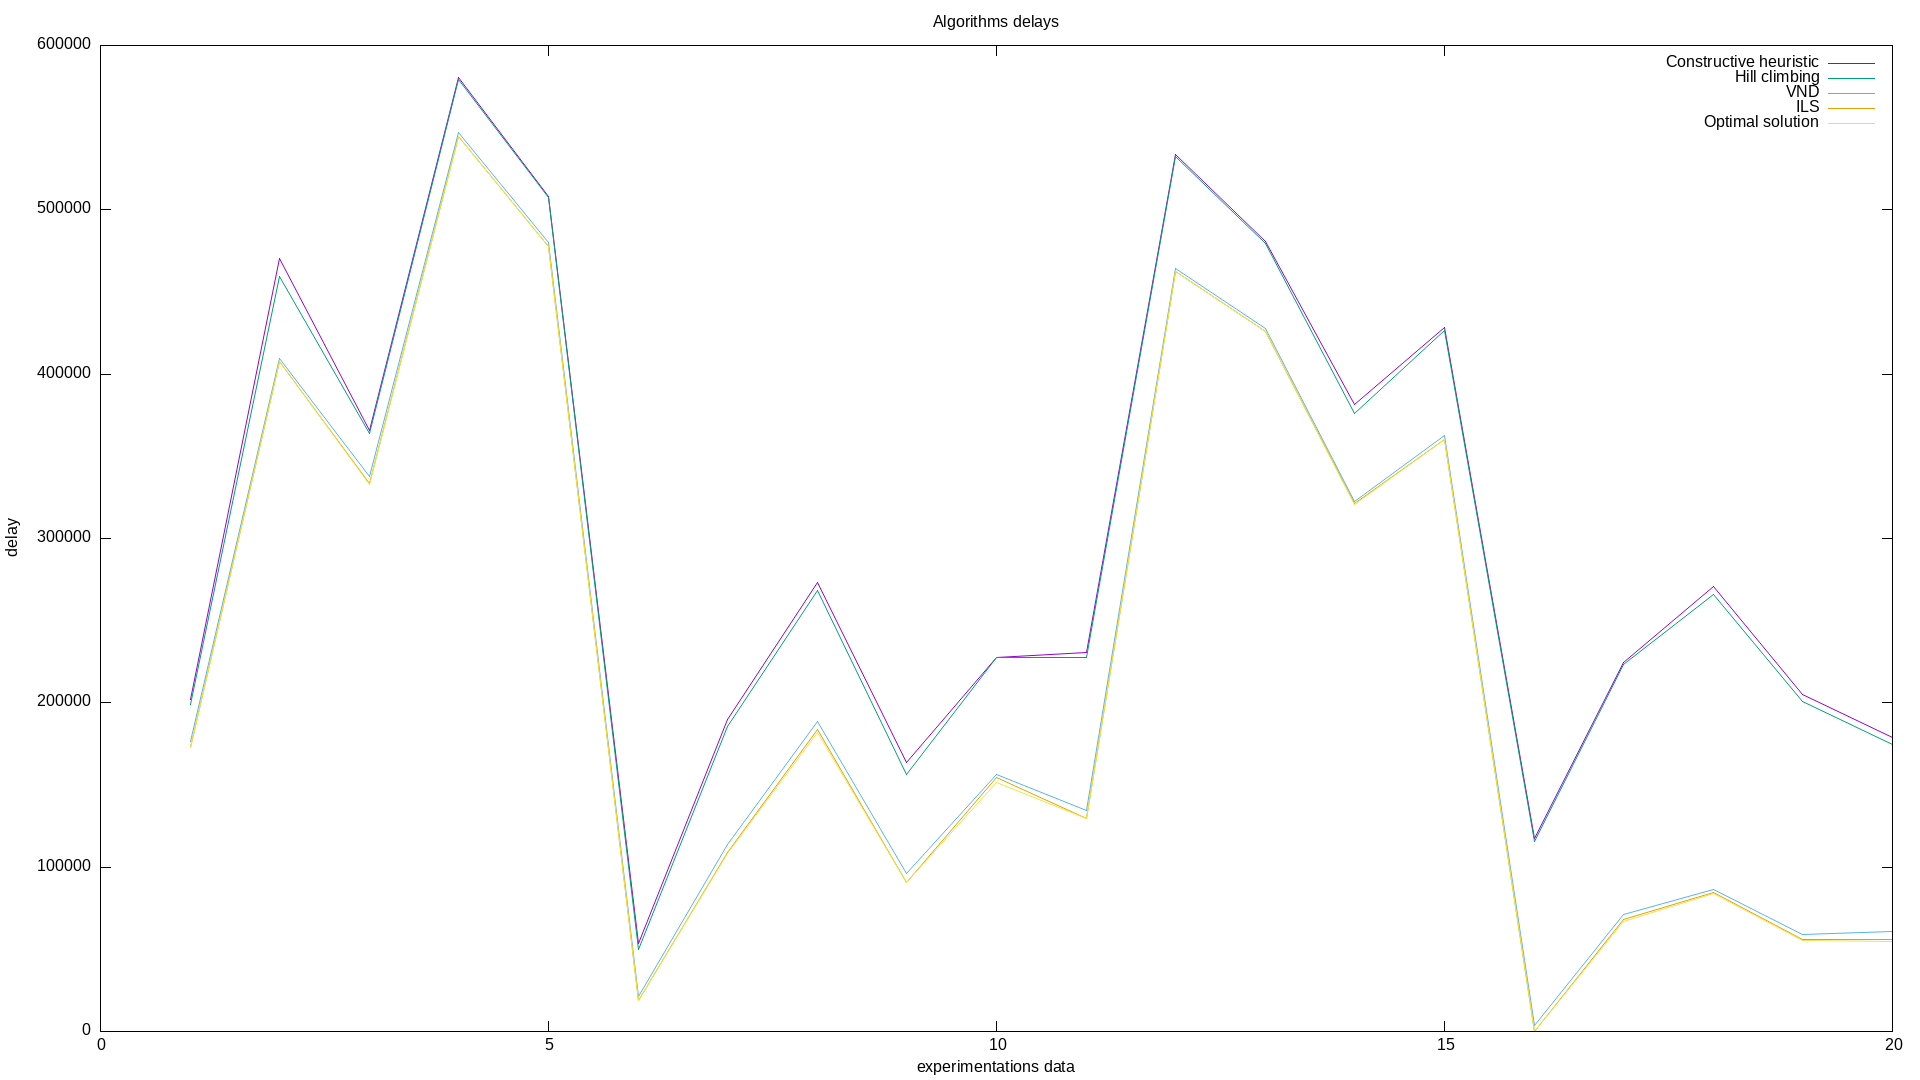 Algorithms delays
600000
500000
400000
300000
200000
100000
0
delay
Constructive heuristic
Hill climbing
VND
ILS
Optimal solution
0 5 10 15 20
experimentations data